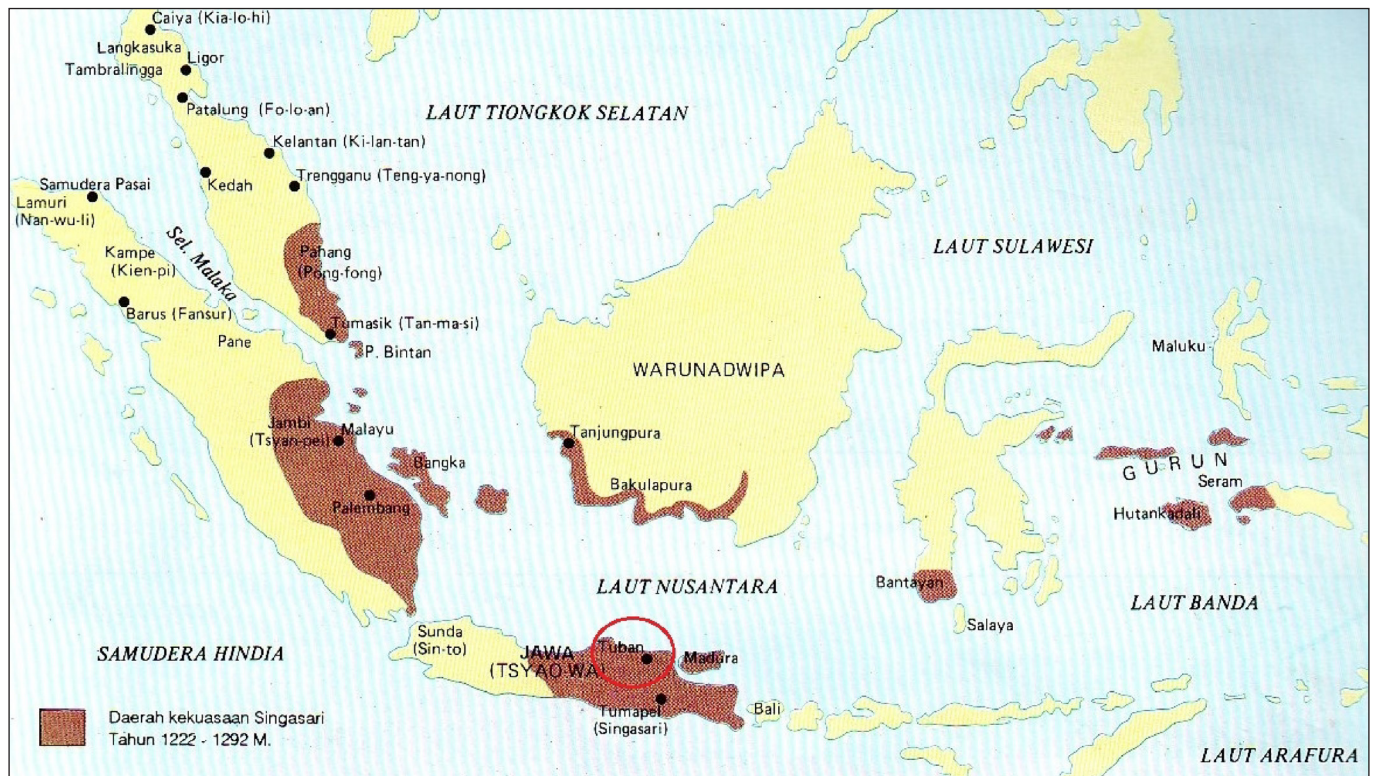 Caiya (Kia-lo-hi)
Langkasuka
Ligor
Tambralingga
Patalung (Fo-lo-an)
LAUT TIONGKOK SELATAN
Kelantan (Ki-lan-tan)
Kedah
Trengganu (Teng-ya-nong)
Samudera Pasai
Lamuri
(Nan-wu-li)
Sel. Malaka
Kampe
(Kien-pi)
Pahang
(Pong-fong)
LAUT SULAWESI
Barus (Fansur)
Pane
Tumasik (Tan-ma-si)
P. Bintan
WARUNADWIPA
Maluku
Jambi
(Tsyan-pei)
Malayu
Tanjungpura
Bangka
Bakulapura
Palembang
GURUN
Seram
Hutankadali
Bantayan
LAUT NUSANTARA
LAUT BANDA
Salaya
Sunda
(Sin-to)
SAMUDERA HINDIA
JAWA
(TSYAO-WA)
Tuban
Madura
Tumapel
(Singasari)
Bali
Daerah kekuasaan Singasari
Tahun 1222 - 1292 M.
LAUT ARAFURA